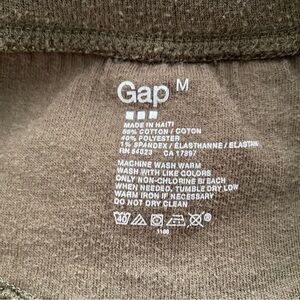 Gap M
MADE IN HAITI
COTTON / COTON
40% POLYESTER
1% SPANDEX / ELASTHANNE / ELASTAN
RN 54023 CA 17897
MACHINE WASH WARM
WASH WITH LIKE COLORS
ONLY NON-CHLORINE BLEACH
WHEN NEEDED, TUMBLE DRY LOW
WARM IRON IF NECESSARY
DO NOT DRY CLEAN
40